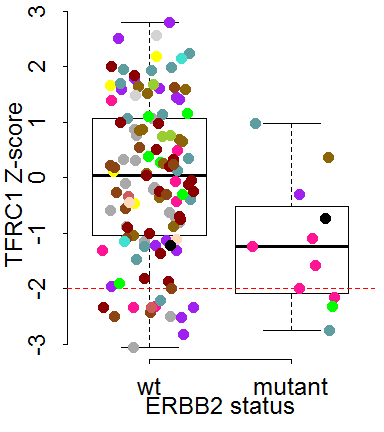 3
2
1
0
-1
-2
-3
TFRC1 Z-score
wt
mutant
ERBB2 status